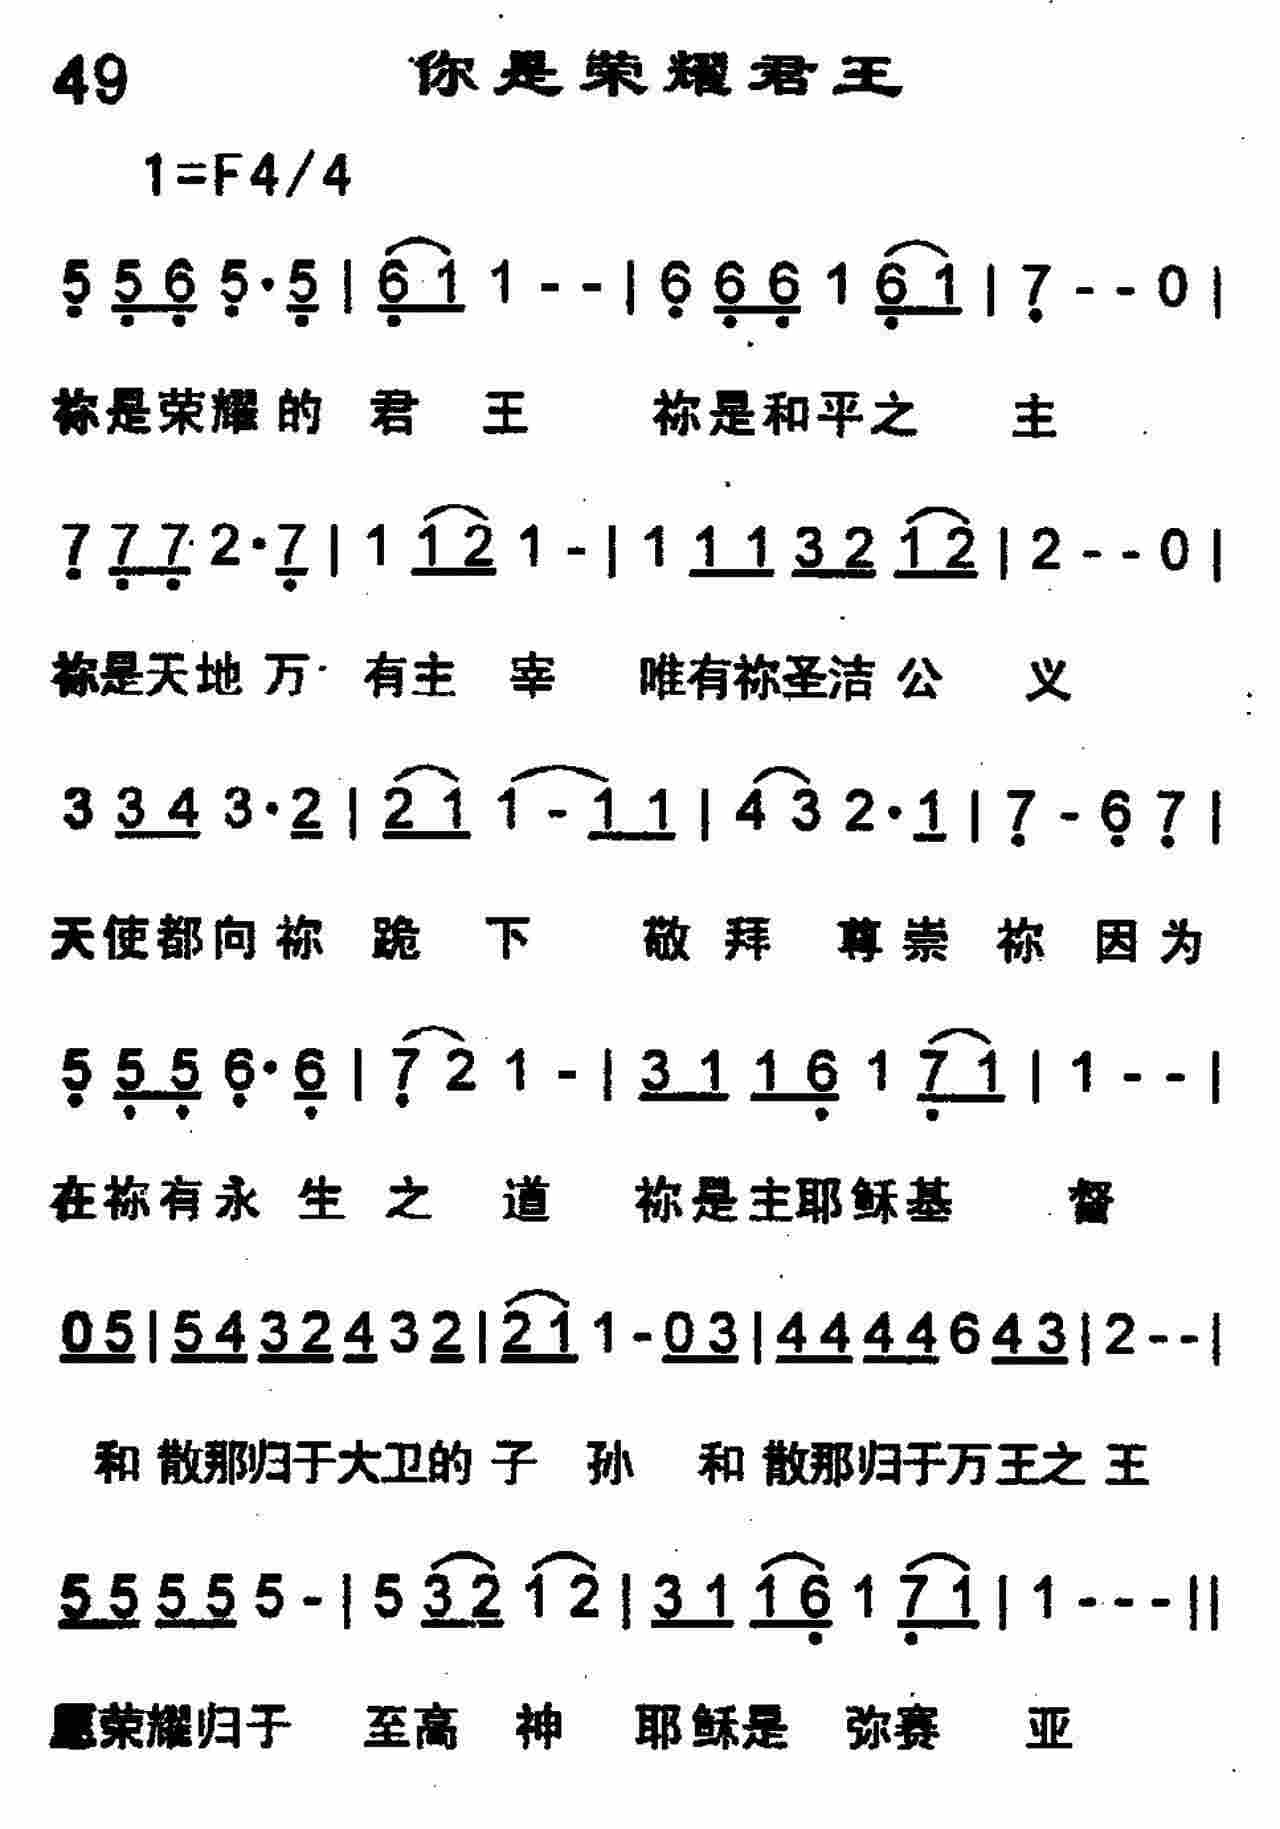 49 你是荣耀君王
1=F4/4
5 5 6 5·5 | 6 1 1 - - | 6 6 6 1 6 1 | 7 - - 0 |
祢是荣耀的 君 王 祢是和平之 主
7 7 7 2·7 | 1 1 2 1 - | 1 1 1 3 2 1 2 | 2 - - 0 |
祢是天地万 有主 宰 唯有祢圣洁公 义
3 3 4 3·2 | 2 1 1 - 1 1 | 4 3 2·1 | 7 - 6 7 |
天使都向祢 跪 下 敬 拜 尊崇 祢 因为
5 5 5 6·6 | 7 2 1 - | 3 1 1 6 1 7 1 | 1 - - |
在祢有永 生 之 道 祢是主耶稣基 督
0 5 | 5 4 3 2 4 3 2 | 2 1 1 - 0 3 | 4 4 4 4 6 4 3 | 2 - - |
和 散那归于大卫的 子 孙 和 散那归于万王之 王
5 5 5 5 5 - | 5 3 2 1 2 | 3 1 1 6 1 7 1 | 1 - - - ||
愿荣耀归于 至高 神 耶稣是 弥赛 亚